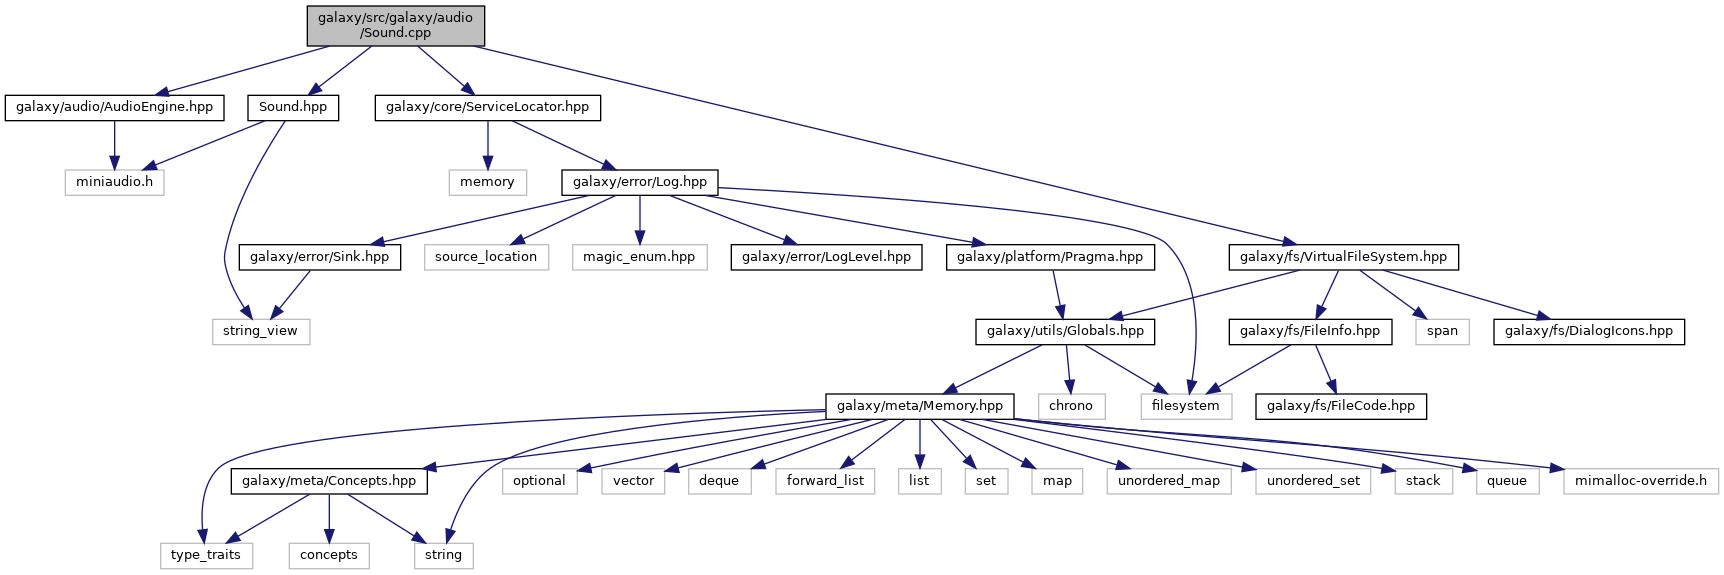 galaxy/src/galaxy/audio
/Sound.cpp
galaxy/audio/AudioEngine.hpp
Sound.hpp
galaxy/core/ServiceLocator.hpp
miniaudio.h
memory
galaxy/error/Log.hpp
galaxy/error/Sink.hpp
source_location
magic_enum.hpp
galaxy/error/LogLevel.hpp
galaxy/platform/Pragma.hpp
galaxy/fs/VirtualFileSystem.hpp
string_view
galaxy/utils/Globals.hpp
galaxy/fs/FileInfo.hpp
span
galaxy/fs/DialogIcons.hpp
galaxy/meta/Memory.hpp
chrono
filesystem
galaxy/fs/FileCode.hpp
galaxy/meta/Concepts.hpp
optional
vector
deque
forward_list
list
set
map
unordered_map
unordered_set
stack
queue
mimalloc-override.h
type_traits
concepts
string